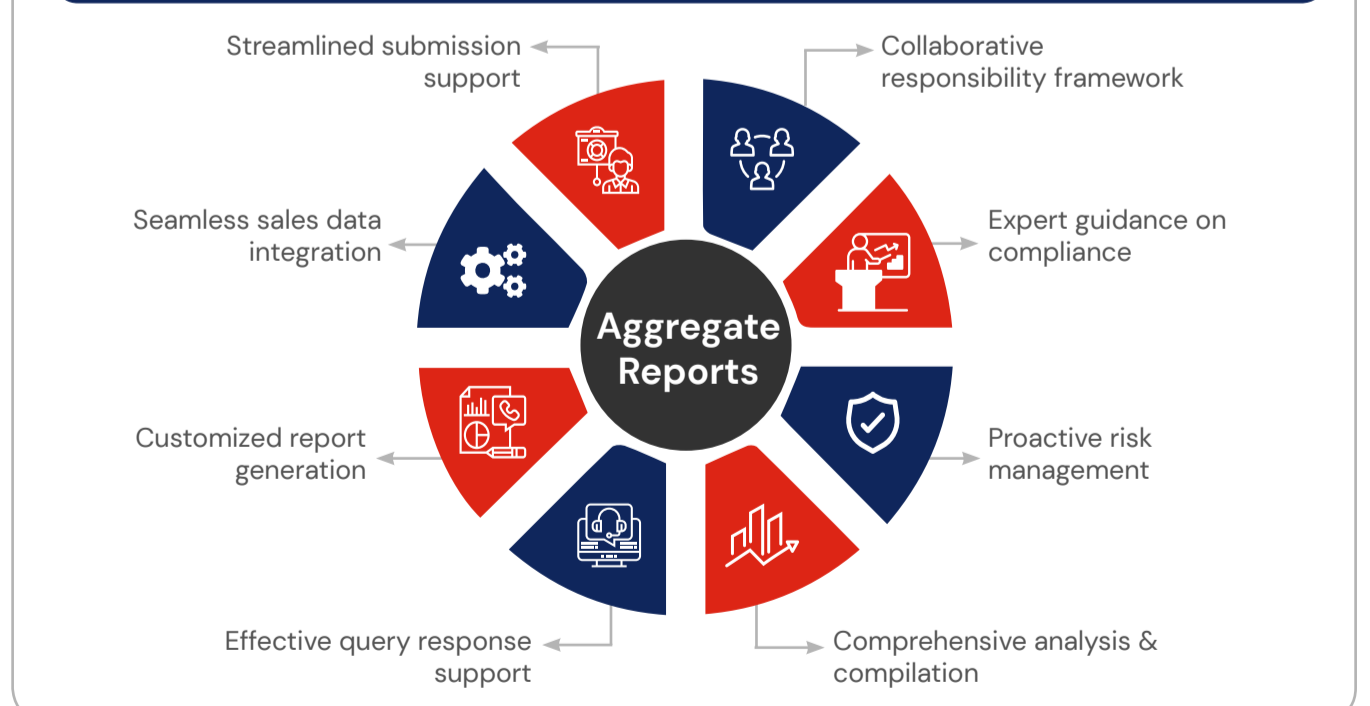 Streamlined submission
support
Collaborative
responsibility framework
Seamless sales data
integration
Expert guidance on
compliance
Aggregate
Reports
Customized report
generation
Proactive risk
management
Effective query response
support
Comprehensive analysis &
compilation